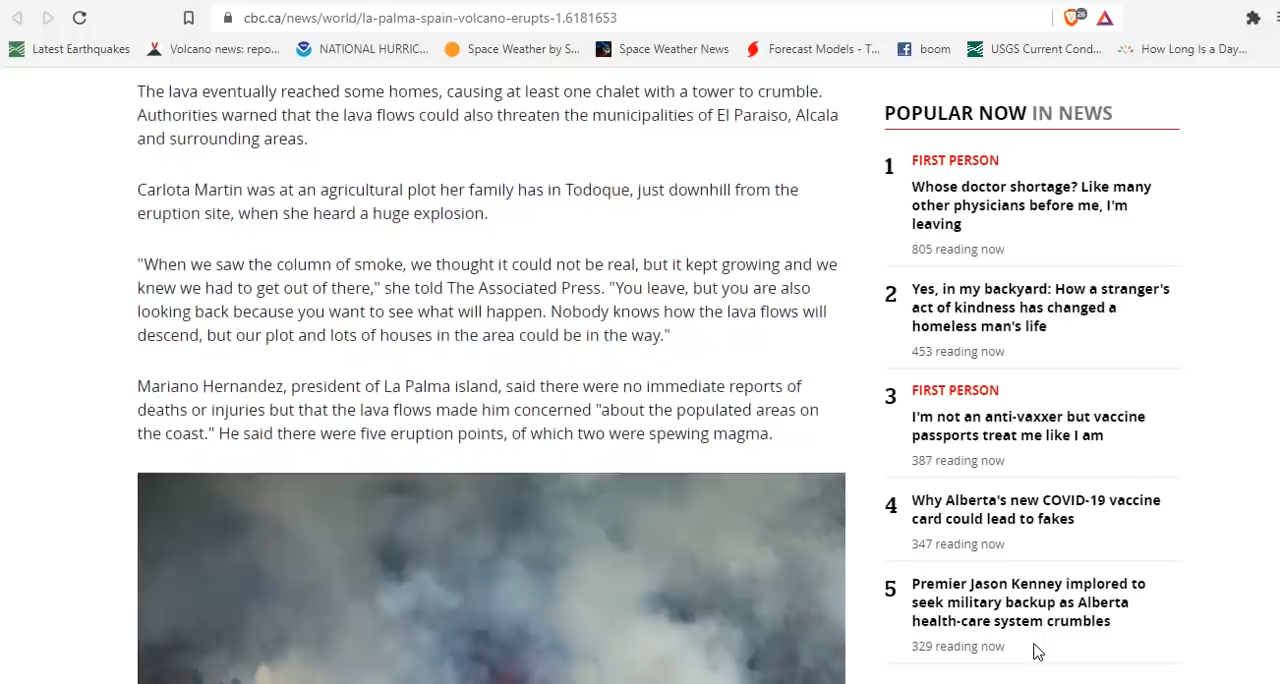 cbc.ca/news/world/la-palma-spain-volcano-erupts-1.6181653
26
Latest Earthquakes
Volcano news: repo...
NATIONAL HURRIC...
Space Weather by S...
Space Weather News
Forecast Models - T...
boom
USGS Current Cond...
How Long Is a Day...
The lava eventually reached some homes, causing at least one chalet with a tower to crumble.
Authorities warned that the lava flows could also threaten the municipalities of El Paraiso, Alcala
and surrounding areas.
Carlota Martin was at an agricultural plot her family has in Todoque, just downhill from the
eruption site, when she heard a huge explosion.
"When we saw the column of smoke, we thought it could not be real, but it kept growing and we
knew we had to get out of there," she told The Associated Press. "You leave, but you are also
looking back because you want to see what will happen. Nobody knows how the lava flows will
descend, but our plot and lots of houses in the area could be in the way."
Mariano Hernandez, president of La Palma island, said there were no immediate reports of
deaths or injuries but that the lava flows made him concerned "about the populated areas on
the coast." He said there were five eruption points, of which two were spewing magma.
POPULAR NOW IN NEWS
1 FIRST PERSON
Whose doctor shortage? Like many
other physicians before me, I'm
leaving
805 reading now
2 Yes, in my backyard: How a stranger's
act of kindness has changed a
homeless man's life
453 reading now
3 FIRST PERSON
I'm not an anti-vaxxer but vaccine
passports treat me like I am
387 reading now
4 Why Alberta's new COVID-19 vaccine
card could lead to fakes
347 reading now
5 Premier Jason Kenney implored to
seek military backup as Alberta
health-care system crumbles
329 reading now